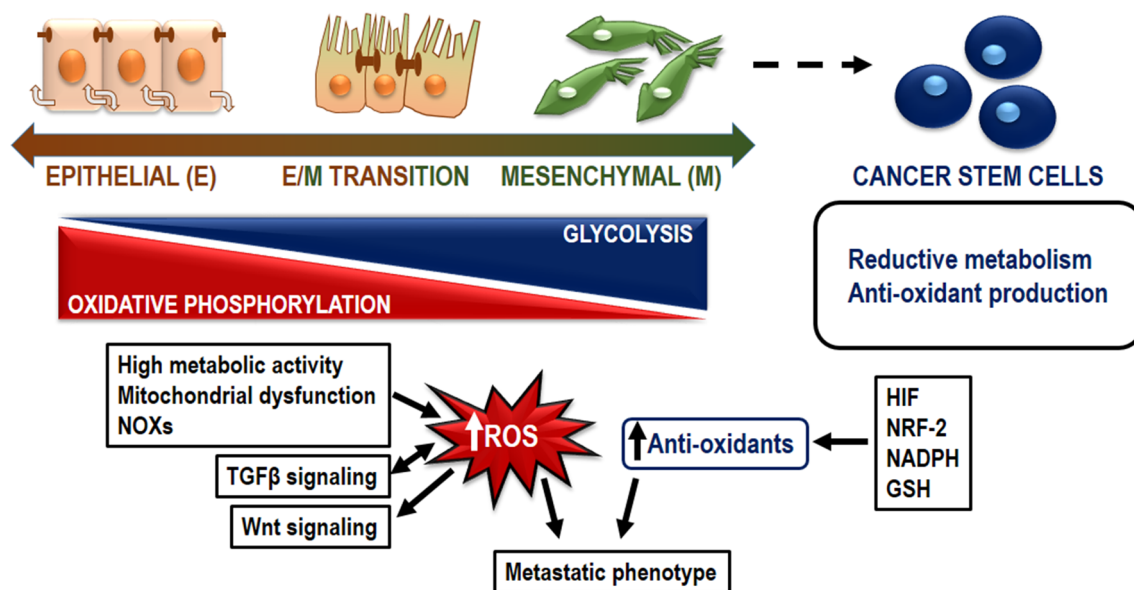 EPITHELIAL (E)
E/M TRANSITION
MESENCHYMAL (M)
CANCER STEM CELLS
GLYCOLYSIS
OXIDATIVE PHOSPHORYLATION
Reductive metabolism
Anti-oxidant production
High metabolic activity
Mitochondrial dysfunction
NOXs
TGFβ signaling
Wnt signaling
ROS
Anti-oxidants
HIF
NRF-2
NADPH
GSH
Metastatic phenotype